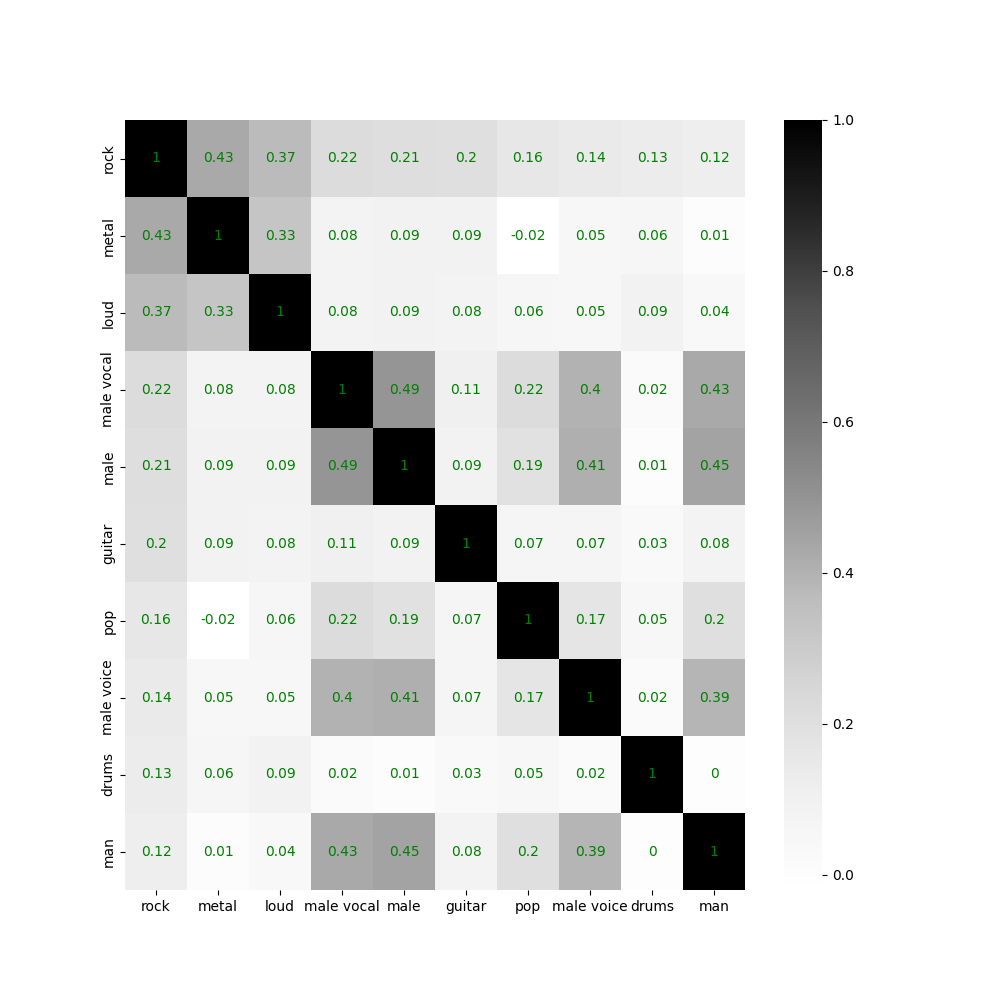 rock 1 0.43 0.37 0.22 0.21 0.2 0.16 0.14 0.13 0.12
metal 0.43 1 0.33 0.08 0.09 0.09 -0.02 0.05 0.06 0.01
loud 0.37 0.33 1 0.08 0.09 0.08 0.06 0.05 0.09 0.04
male vocal 0.22 0.08 0.08 1 0.49 0.11 0.22 0.4 0.02 0.43
male 0.21 0.09 0.09 0.49 1 0.09 0.19 0.41 0.01 0.45
guitar 0.2 0.09 0.08 0.11 0.09 1 0.07 0.07 0.03 0.08
pop 0.16 -0.02 0.06 0.22 0.19 0.07 1 0.17 0.05 0.2
male voice 0.14 0.05 0.05 0.4 0.41 0.07 0.17 1 0.02 0.39
drums 0.13 0.06 0.09 0.02 0.01 0.03 0.05 0.02 1 0
man 0.12 0.01 0.04 0.43 0.45 0.08 0.2 0.39 0 1
rock metal loud male vocal male guitar pop male voice drums man
1.0
0.8
0.6
0.4
0.2
0.0